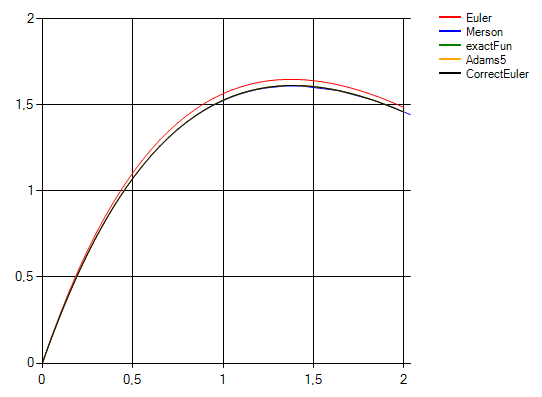 2
1,5
1
0,5
0
0
0,5
1
1,5
2
Euler
Merson
exactFun
Adams5
CorrectEuler